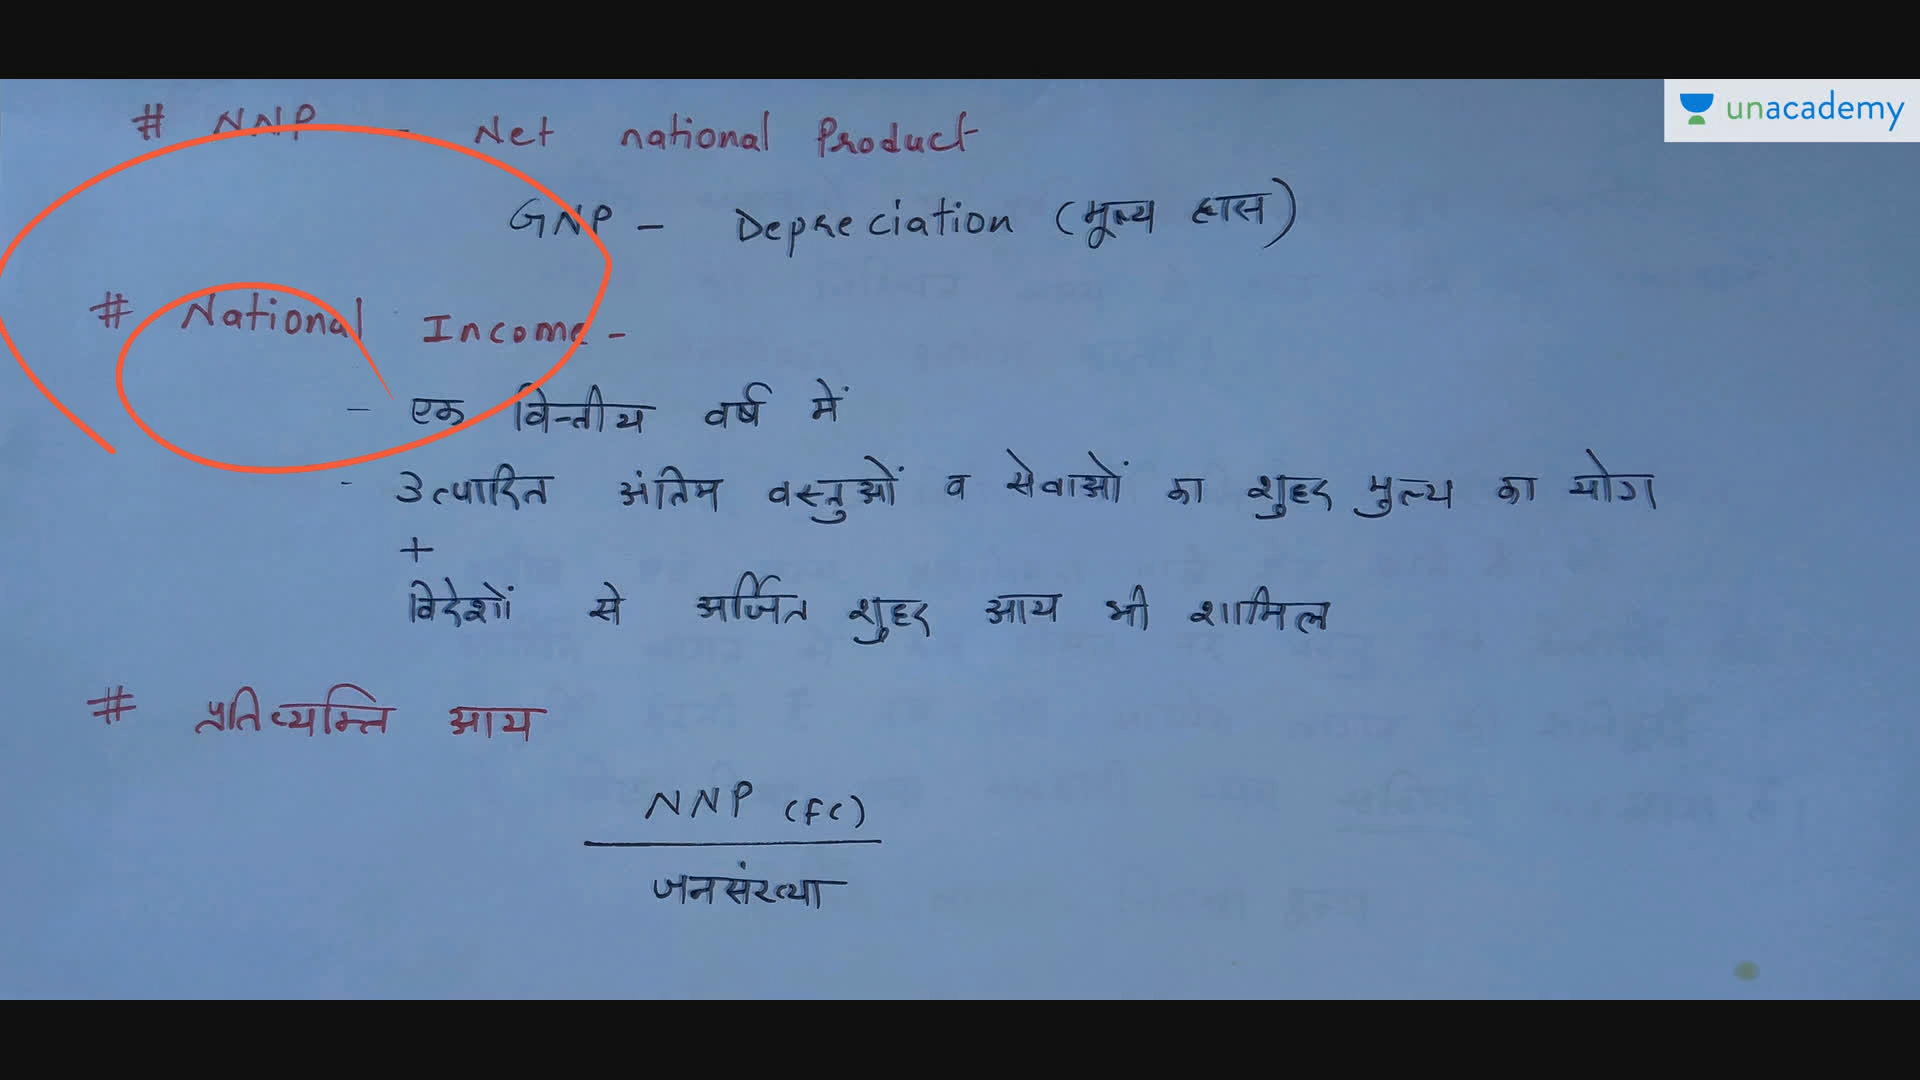 # NNP - Net national Product
unacademy
GNP - Depreciation (मूल्य ह्रास)
# National Income -
- एक वित्तीय वर्ष में
- उत्पादित अंतिम वस्तुओं व सेवाओं का शुद्ध मुल्य का योग
+
विदेशों से अर्जित शुद्ध आय भी शामिल
# प्रतिव्यक्ति आय
NNP (FC)
जनसंख्या